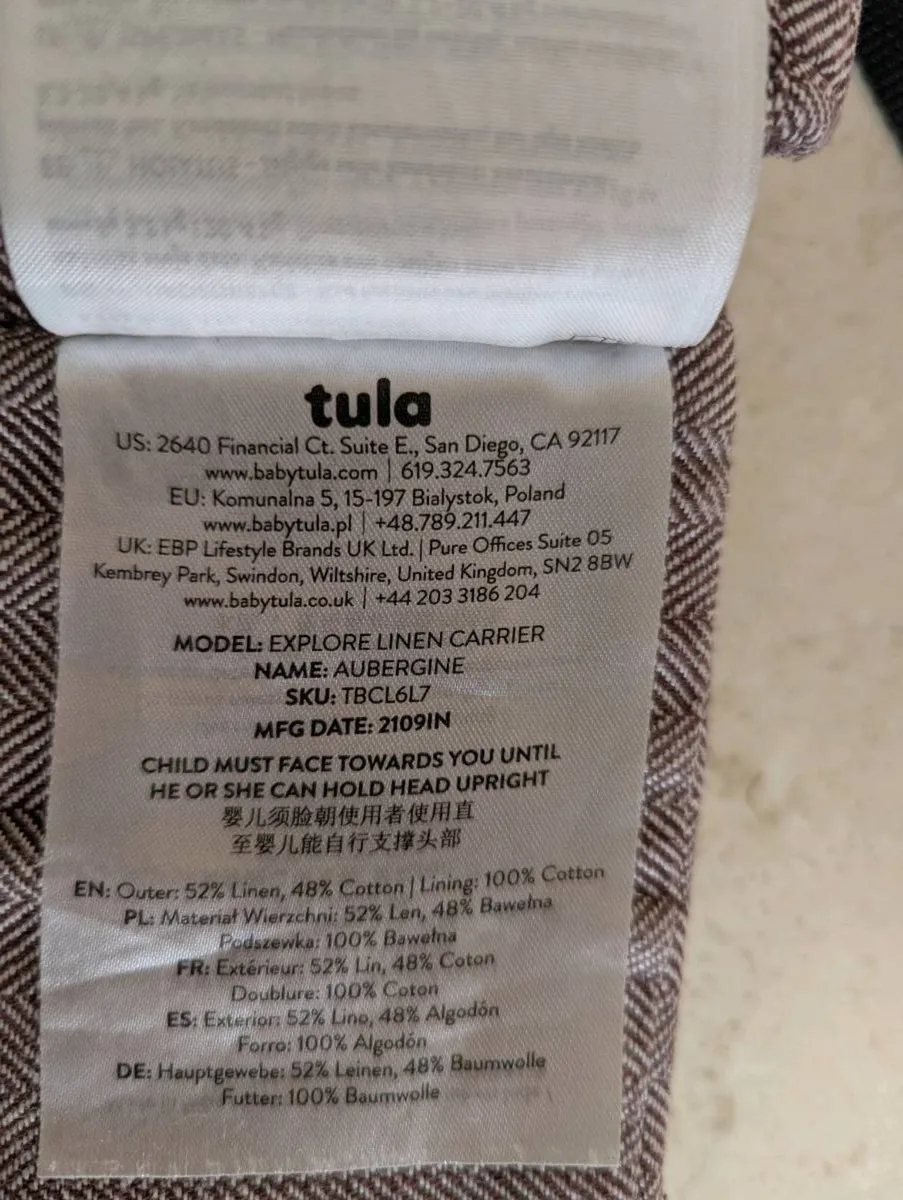 tula
US: 2640 Financial Ct. Suite E., San Diego, CA 92117
www.babytula.com | 619.324.7563
EU: Komunalna 5, 15-197 Bialystok, Poland
www.babytula.pl | +48.789.211.447
UK: EBP Lifestyle Brands UK Ltd. | Pure Offices Suite 05
Kembrey Park, Swindon, Wiltshire, United Kingdom, SN2 8BW
www.babytula.co.uk | +44 203 3186 204
MODEL: EXPLORE LINEN CARRIER
NAME: AUBERGINE
SKU: TBCL6L7
MFG DATE: 2109IN
CHILD MUST FACE TOWARDS YOU UNTIL
HE OR SHE CAN HOLD HEAD UPRIGHT
婴儿须脸朝使用者使用直
至婴儿能自行支撑头部
EN: Outer: 52% Linen, 48% Cotton | Lining: 100% Cotton
PL: Materiał Wierzchni: 52% Len, 48% Bawełna
Podszewka: 100% Bawełna
FR: Extérieur: 52% Lin, 48% Coton
Doublure: 100% Coton
ES: Exterior: 52% Lino, 48% Algodón
Forro: 100% Algodón
DE: Hauptgewebe: 52% Leinen, 48% Baumwolle
Futter: 100% Baumwolle